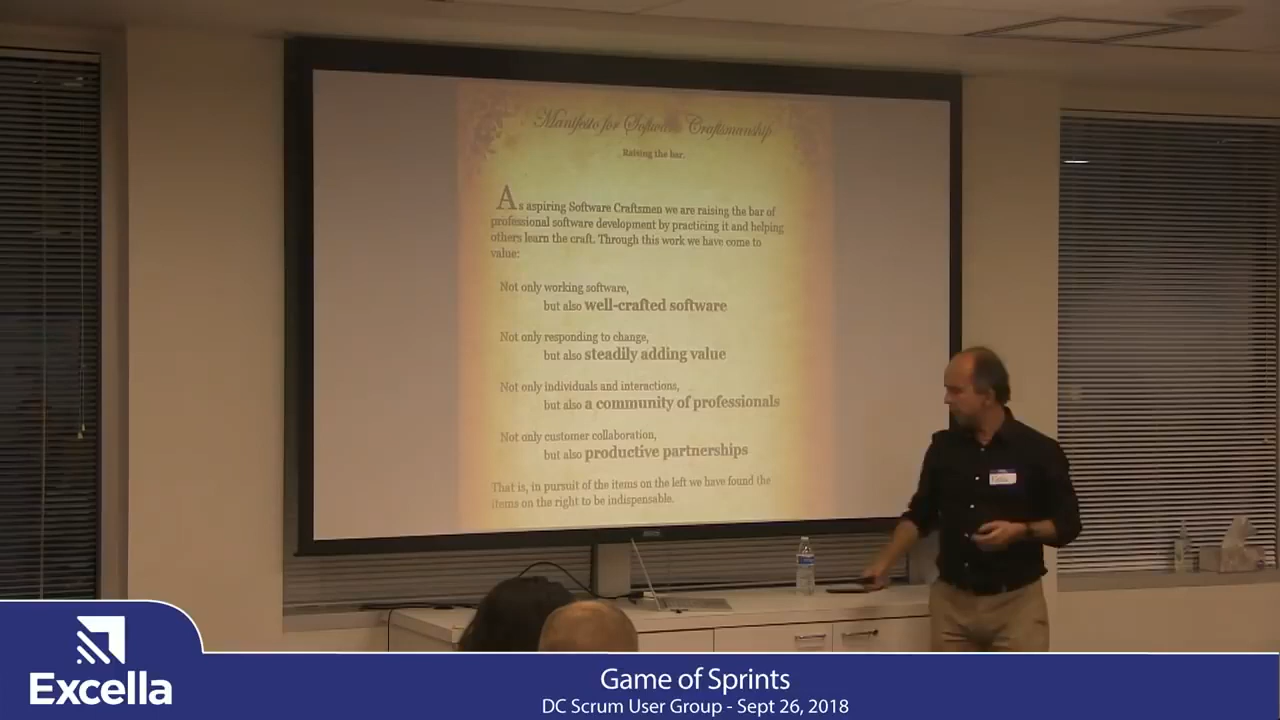 Manifesto for Software Craftsmanship
Raising the bar.
As aspiring Software Craftsmen we are raising the bar of
professional software development by practicing it and helping
others learn the craft. Through this work we have come to
value:
Not only working software,
but also well-crafted software
Not only responding to change,
but also steadily adding value
Not only individuals and interactions,
but also a community of professionals
Not only customer collaboration,
but also productive partnerships
That is, in pursuit of the items on the left we have found the
items on the right to be indispensable.
Excella
Game of Sprints
DC Scrum User Group - Sept 26, 2018